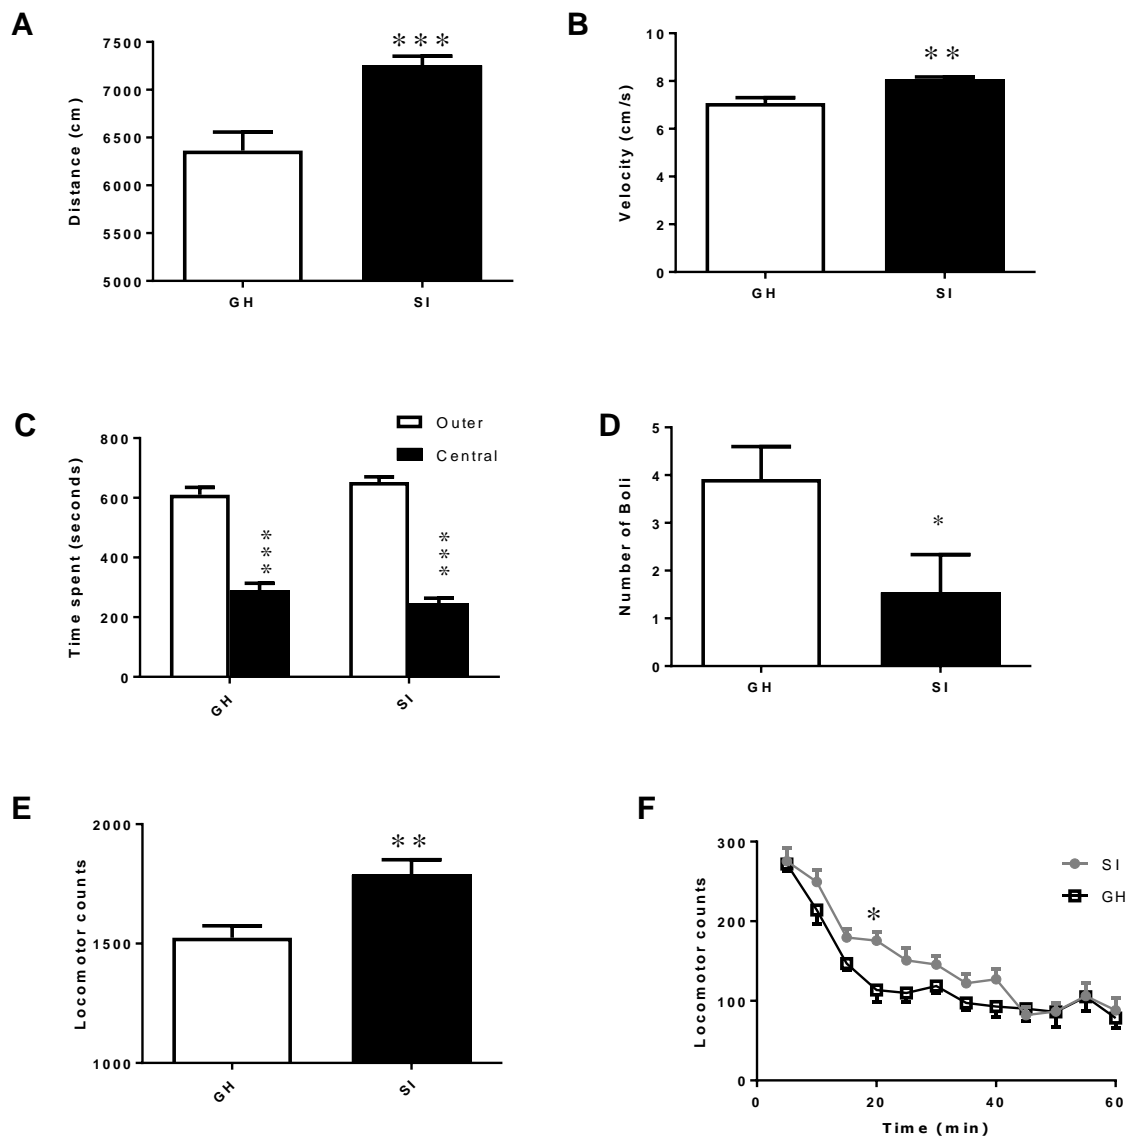 A
7500
7000
6500
6000
5500
5000
Distance (cm)
***
GH
SI
B
10
8
6
4
2
0
Velocity (cm/s)
**
GH
SI
C
800
600
400
200
0
Time spent (seconds)
Outer
Central
***
***
GH
SI
D
5
4
3
2
1
0
Number of Boli
*
GH
SI
E
2000
1500
1000
Locomotor counts
**
GH
SI
F
300
200
100
0
Locomotor counts
*
SI
GH
0 20 40 60
Time (min)